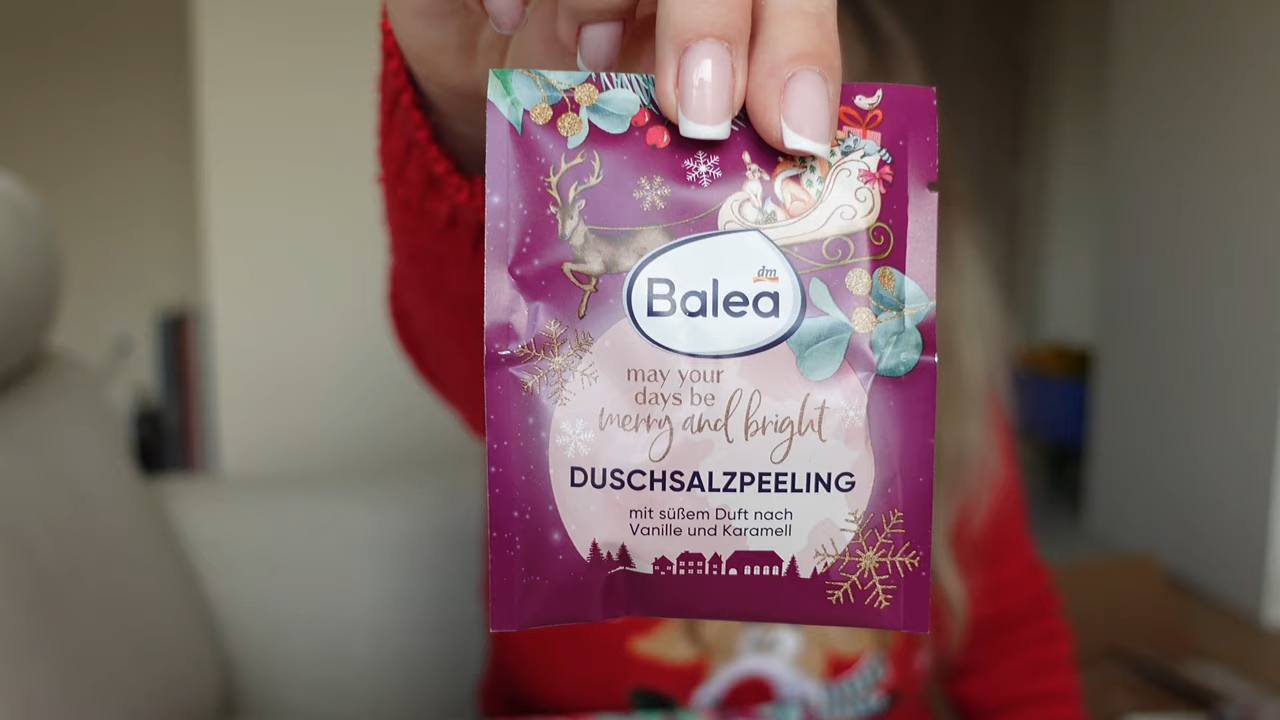 dm
Balea
may your
days be
merry and bright
DUSCHSALZPEELING
mit süßem Duft nach
Vanille und Karamell